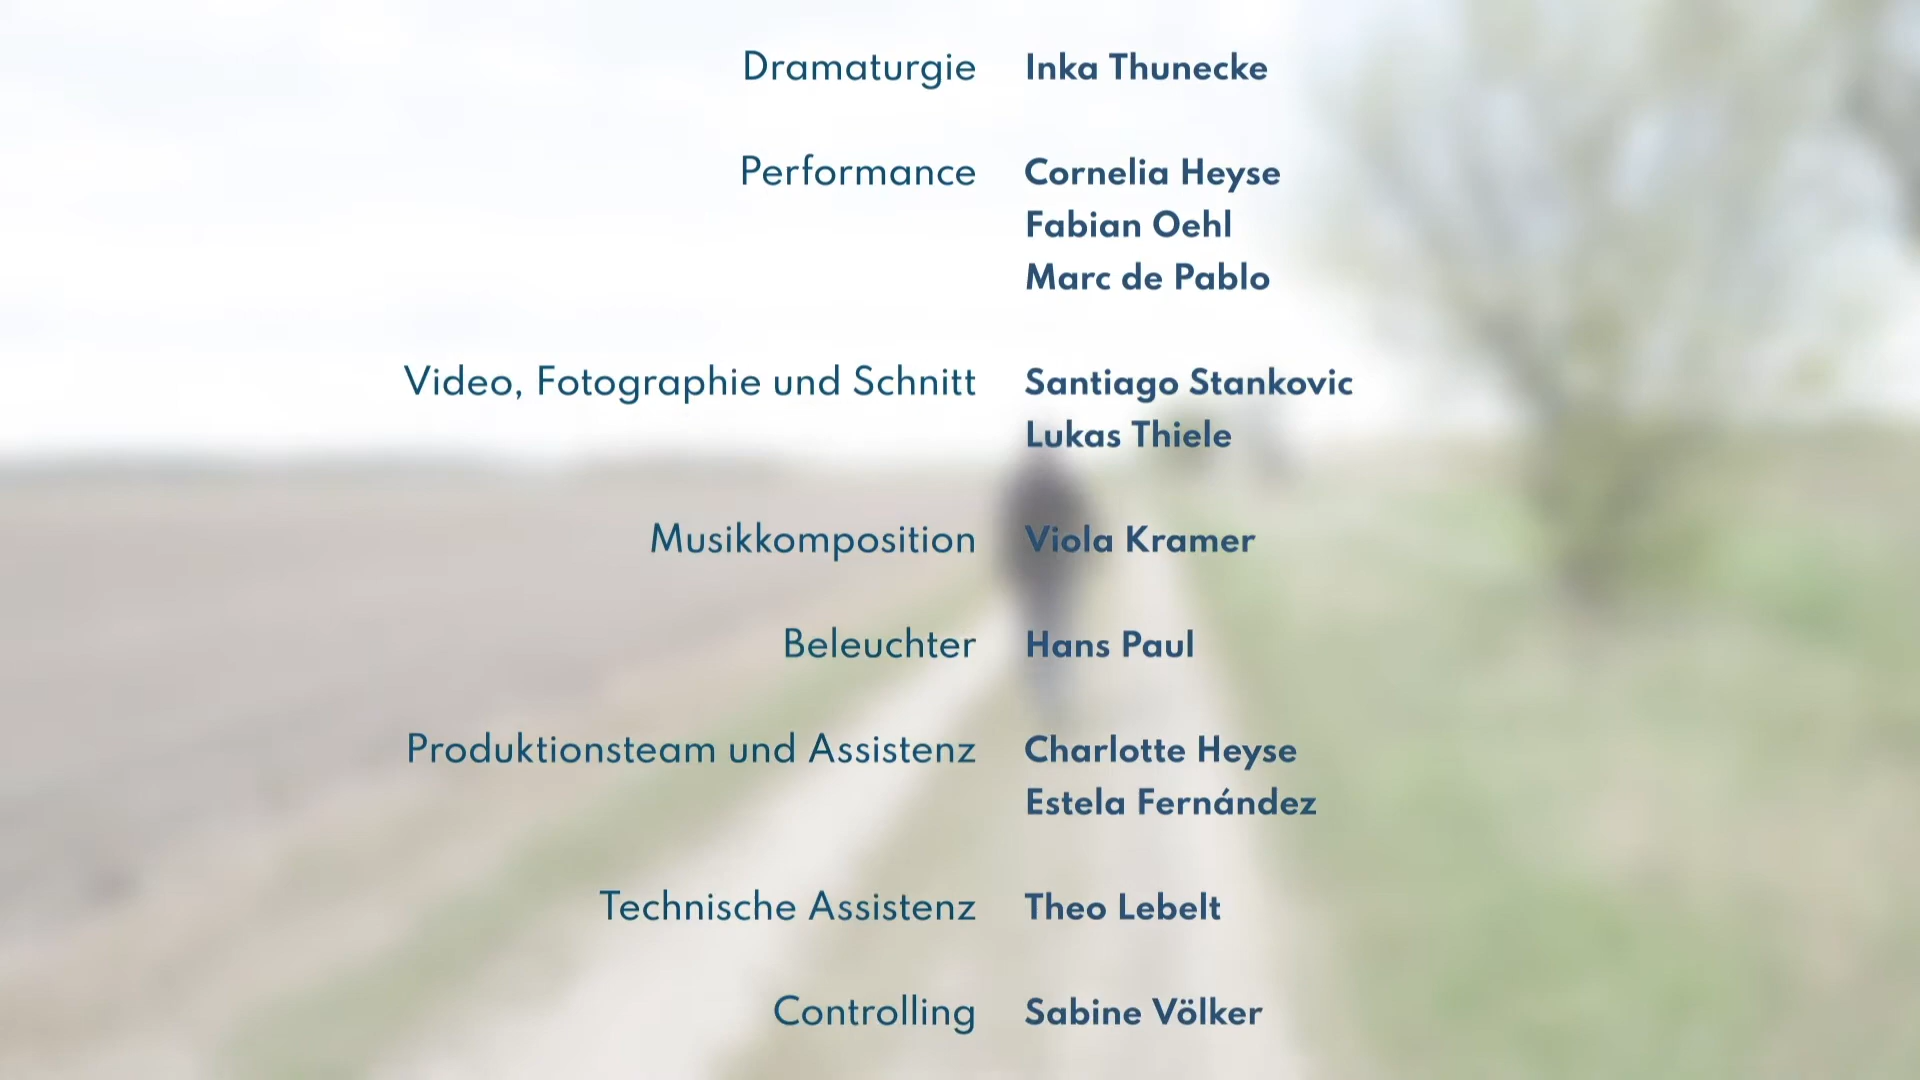 Dramaturgie Inka Thunecke
Performance Cornelia Heyse
Fabian Oehl
Marc de Pablo
Video, Fotographie und Schnitt Santiago Stankovic
Lukas Thiele
Musikkomposition Viola Kramer
Beleuchter Hans Paul
Produktionsteam und Assistenz Charlotte Heyse
Estela Fernández
Technische Assistenz Theo Lebelt
Controlling Sabine Völker